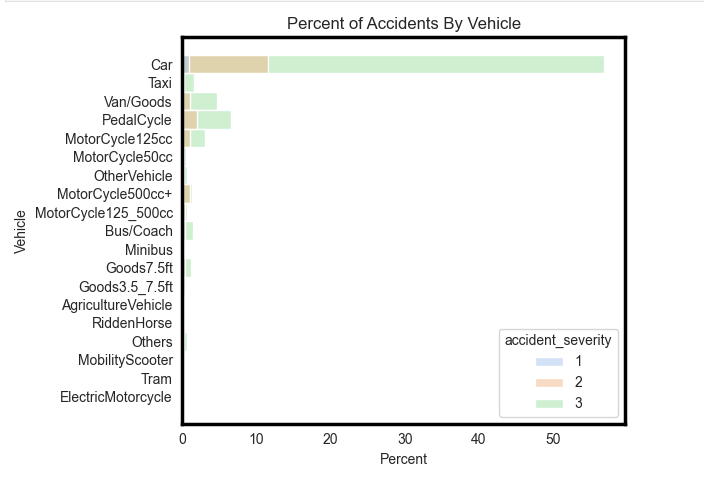 Percent of Accidents By Vehicle
Vehicle
Car
Taxi
Van/Goods
PedalCycle
MotorCycle125cc
MotorCycle50cc
OtherVehicle
MotorCycle500cc+
MotorCycle125_500cc
Bus/Coach
Minibus
Goods7.5ft
Goods3.5_7.5ft
AgricultureVehicle
RiddenHorse
Others
MobilityScooter
Tram
ElectricMotorcycle
accident_severity
1
2
3
0 10 20 30 40 50
Percent